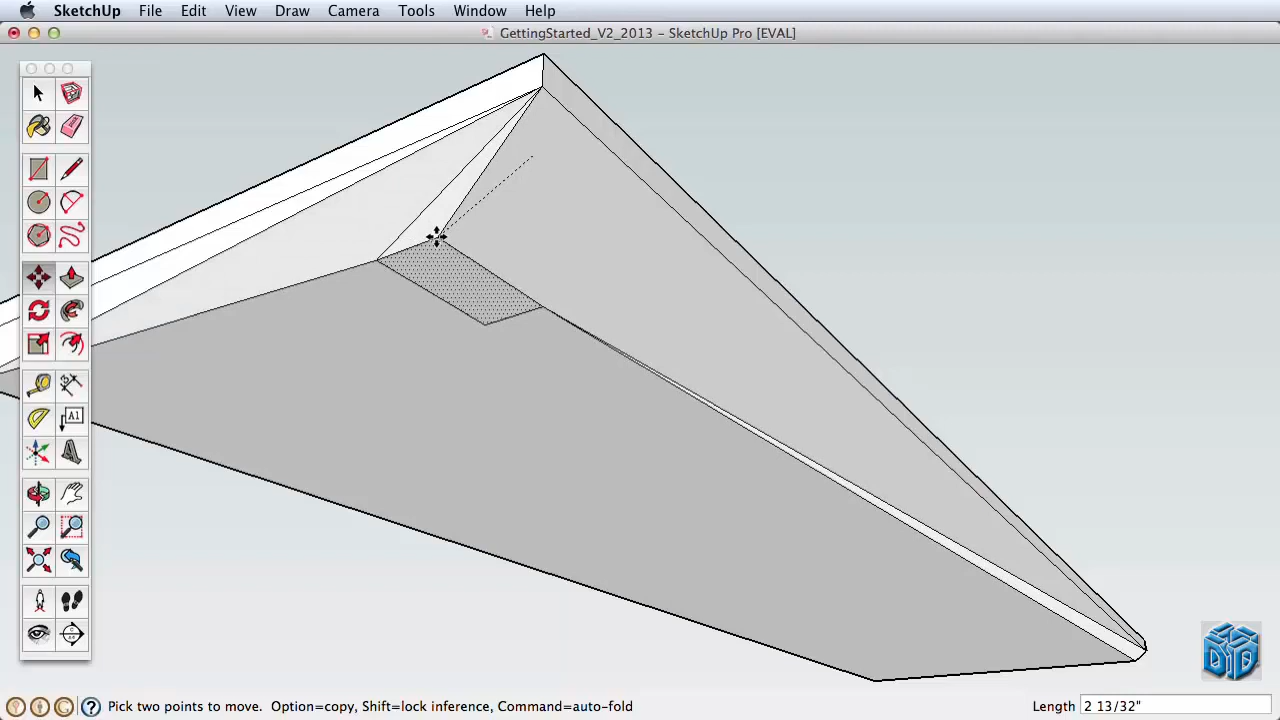 SketchUp File Edit View Draw Camera Tools Window Help
GettingStarted_V2_2013 – SketchUp Pro [EVAL]
A1
Pick two points to move. Option=copy, Shift=lock inference, Command=auto-fold
Length 2 13/32"